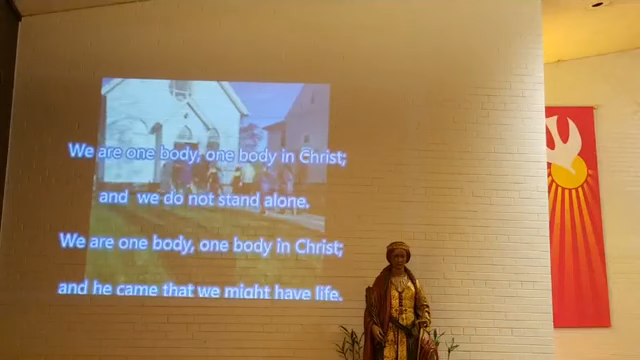 We are one body, one body in Christ;
and we do not stand alone.
We are one body, one body in Christ;
and he came that we might have life.